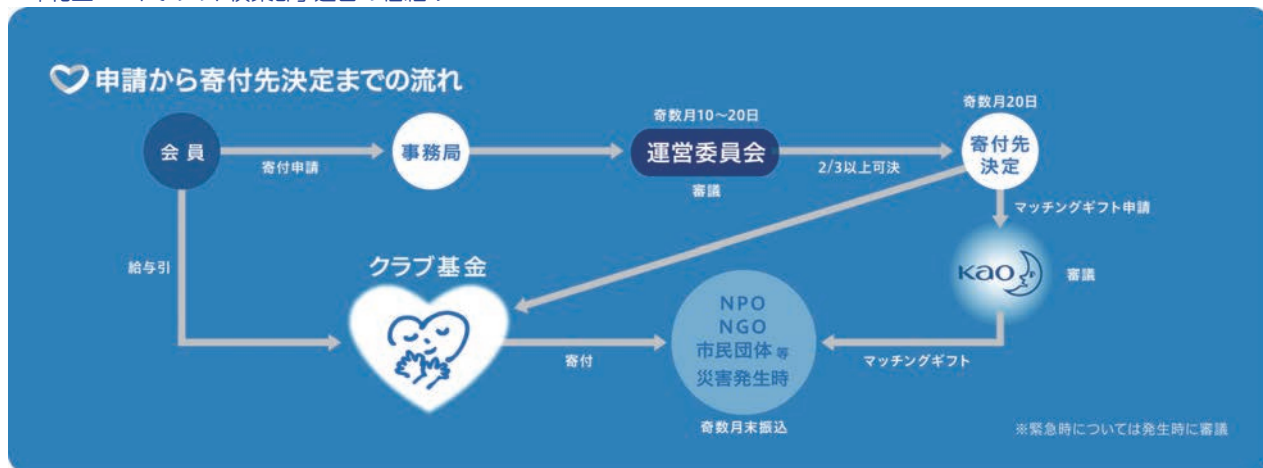 申請から寄付先決定までの流れ
会員
寄付申請
事務局
奇数月10〜20日
運営委員会
審議
2/3以上可決
奇数月20日
寄付先
決定
マッチングギフト申請
Kao
審議
給与引
クラブ基金
寄付
NPO
NGO
市民団体等
災害発生時
奇数月末振込
マッチングギフト
※緊急時については発生時に審議